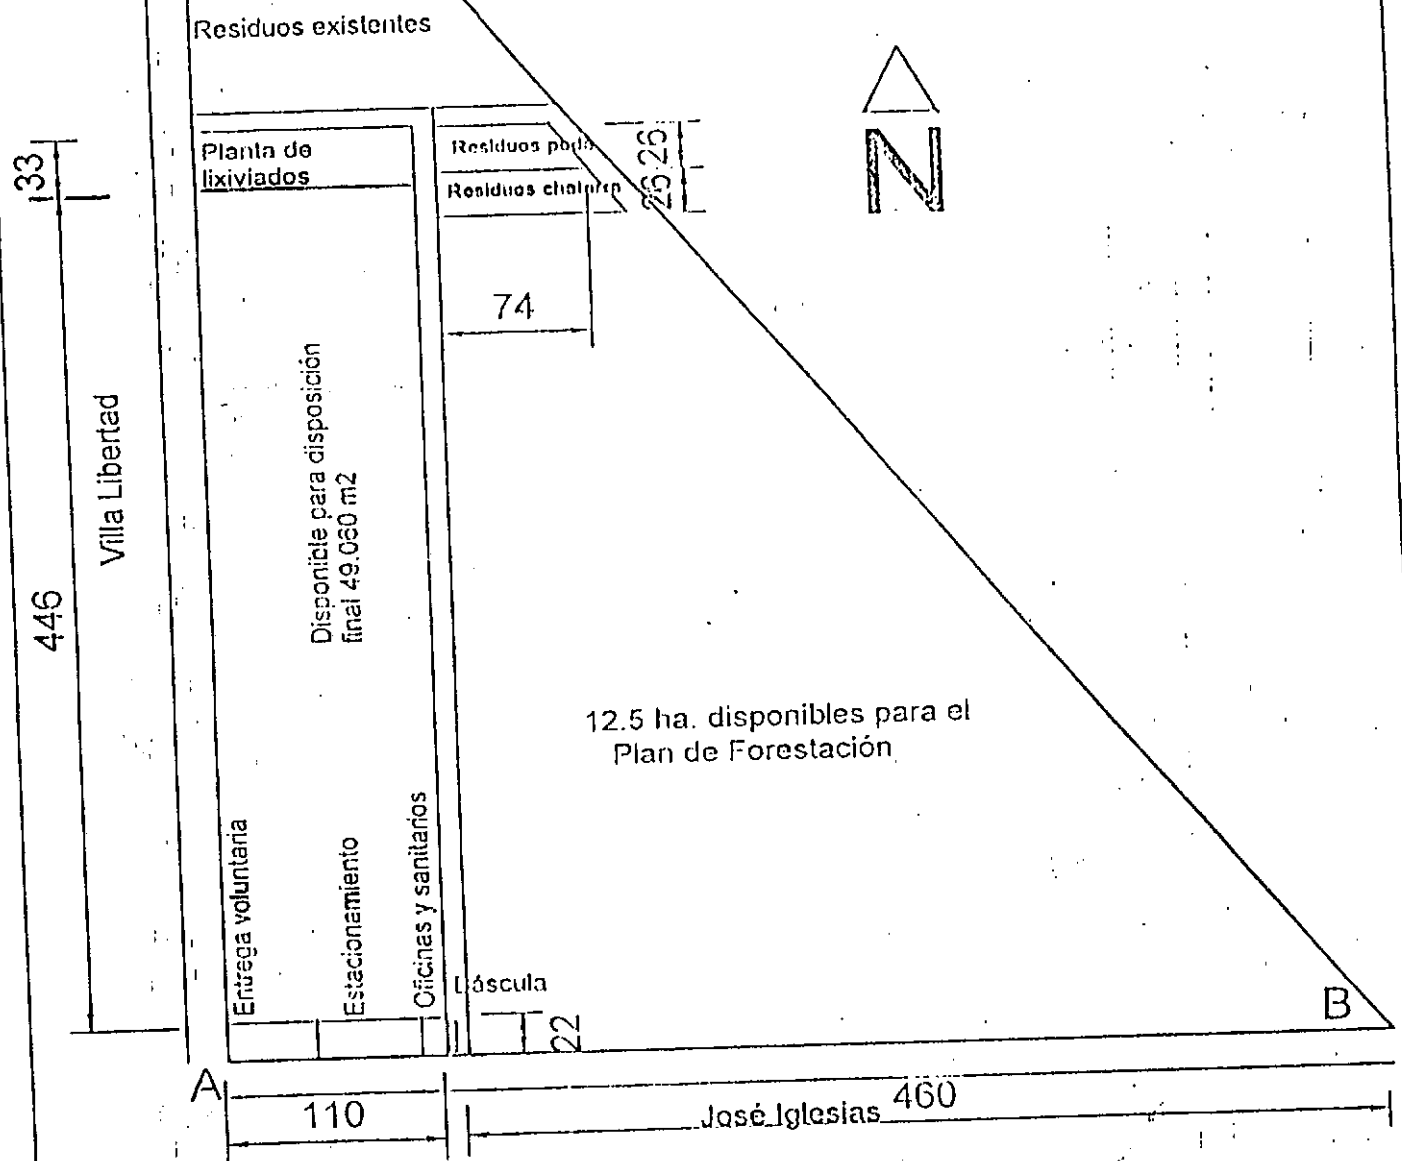 Residuos existentes
N
Planta de
lixiviados
Residuos poda
Residuos chatarra
26
26
33
74
Disponible para disposición
final 49.060 m2
Villa Libertad
446
12.5 ha. disponibles para el
Plan de Forestación
Entrega voluntaria
Estacionamiento
Oficinas y sanitarios
Báscula
22
B
A
110
José Iglesias
460